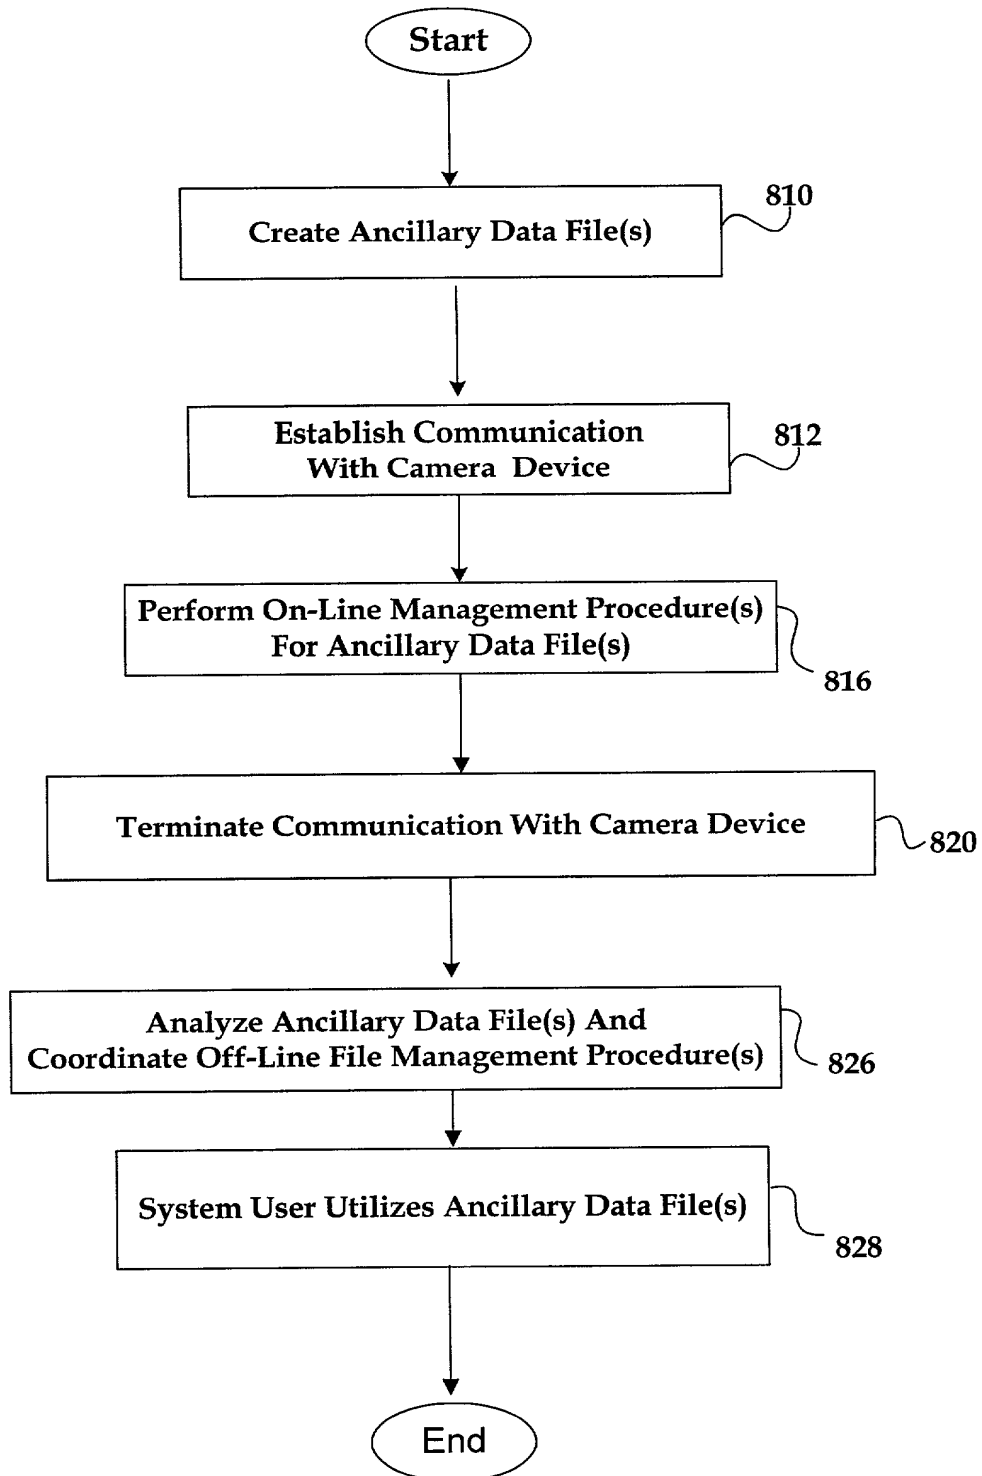 Start
810
Create Ancillary Data File(s)
812
Establish Communication
With Camera Device
Perform On-Line Management Procedure(s)
For Ancillary Data File(s)
816
Terminate Communication With Camera Device
820
Analyze Ancillary Data File(s) And
Coordinate Off-Line File Management Procedure(s)
826
System User Utilizes Ancillary Data File(s)
828
End